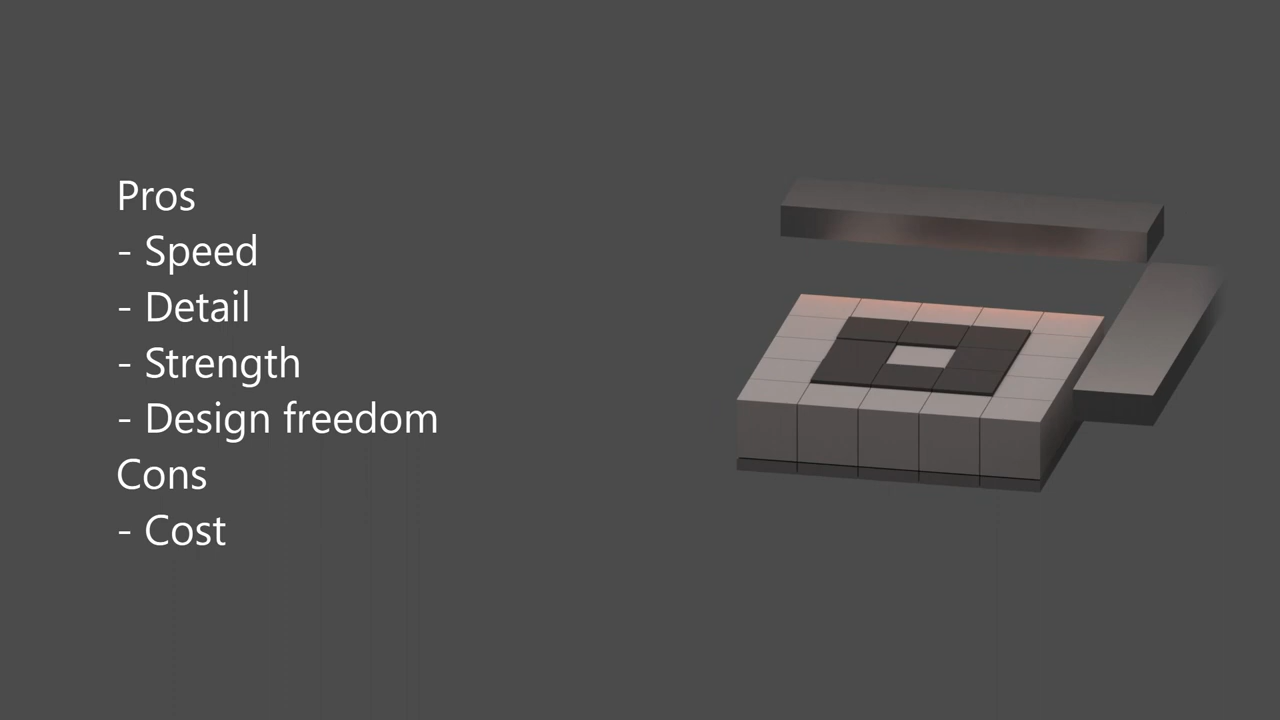 Pros
- Speed
- Detail
- Strength
- Design freedom
Cons
- Cost